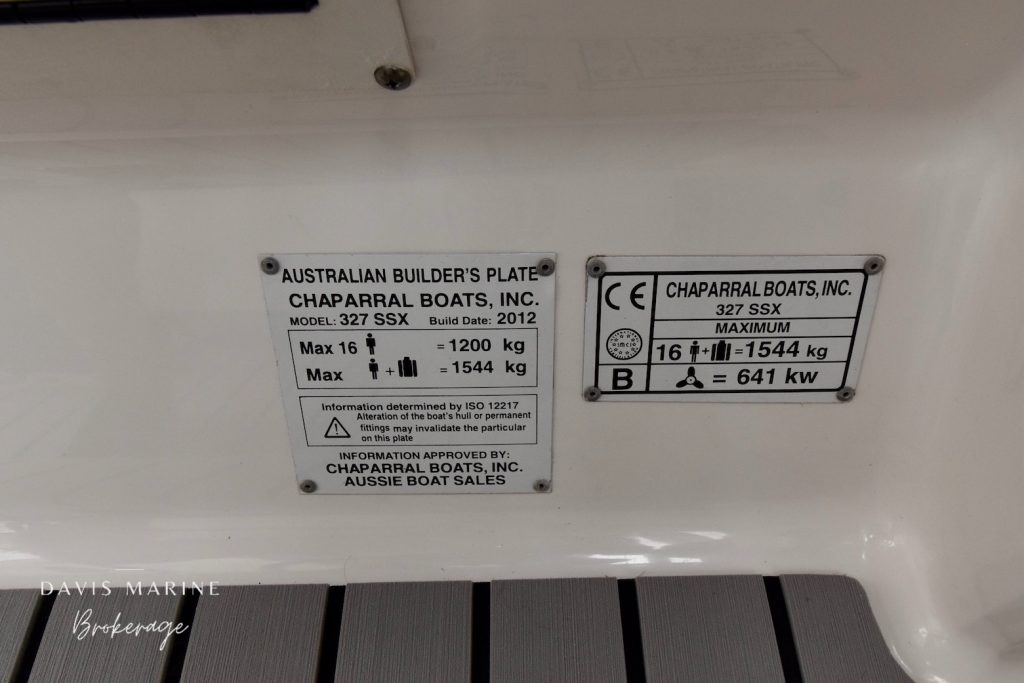 AUSTRALIAN BUILDER'S PLATE
CHAPARRAL BOATS, INC.
MODEL: 327 SSX Build Date: 2012
Max 16 = 1200 kg
Max + = 1544 kg
Information determined by ISO 12217
Alteration of the boat's hull or permanent
fittings may invalidate the particular
on this plate
INFORMATION APPROVED BY:
CHAPARRAL BOATS, INC.
AUSSIE BOAT SALES
CE
CHAPARRAL BOATS, INC.
327 SSX
MAXIMUM
16 + = 1544 kg
B = 641 kw
DAVIS MARINE
Brokerage